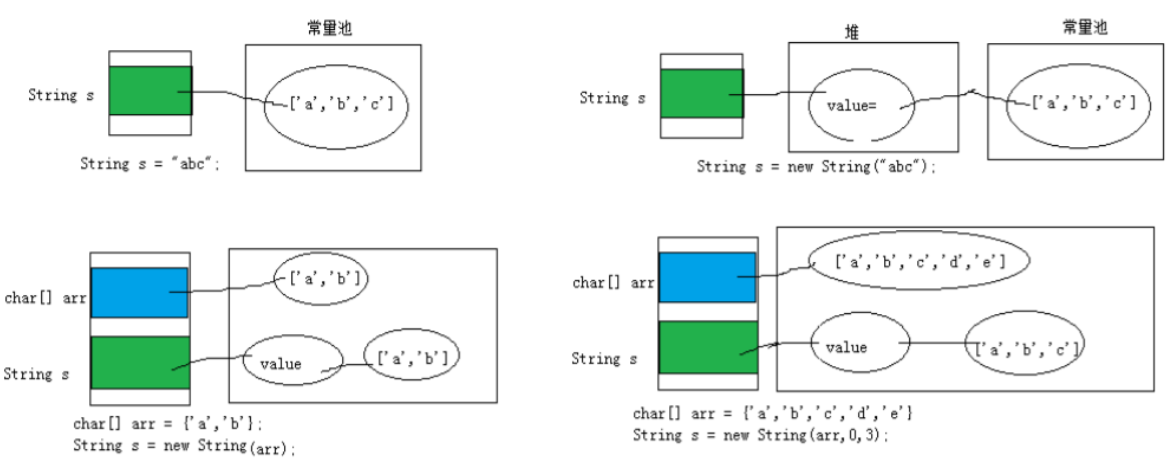 常量池
String s
['a','b','c']
String s = "abc";
堆
常量池
String s
value=
['a','b','c']
String s = new String("abc");
['a','b']
char[] arr
String s
value
['a','b']
char[] arr = {'a','b'};
String s = new String(arr);
['a','b','c','d','e']
char[] arr
String s
value
['a','b','c']
char[] arr = {'a','b','c','d','e'}
String s = new String(arr,0,3);